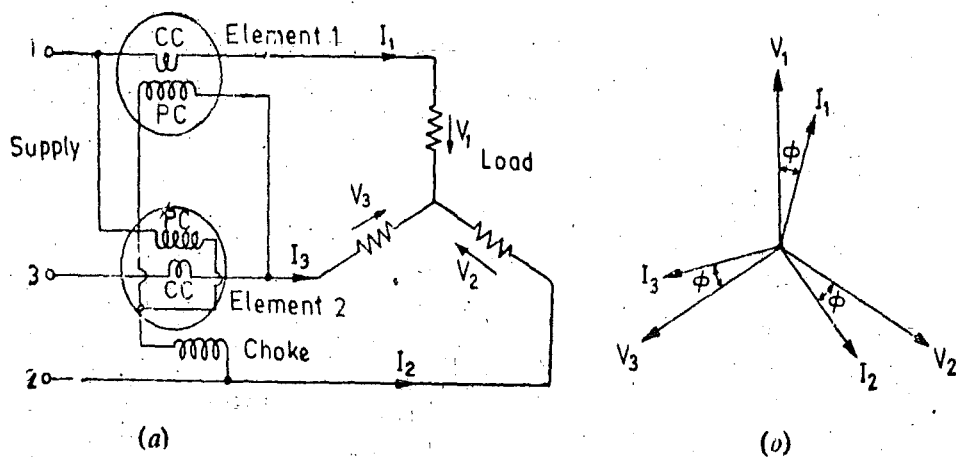 1 CC Element 1 I₁
PC
Supply
V₁
Load
V₃
PC
3 I₃
CC
Element 2
V₂
Choke
2 I₂
(a)
V₁
I₁
ϕ
I₃
ϕ
ϕ
V₃
I₂
V₂
(b)